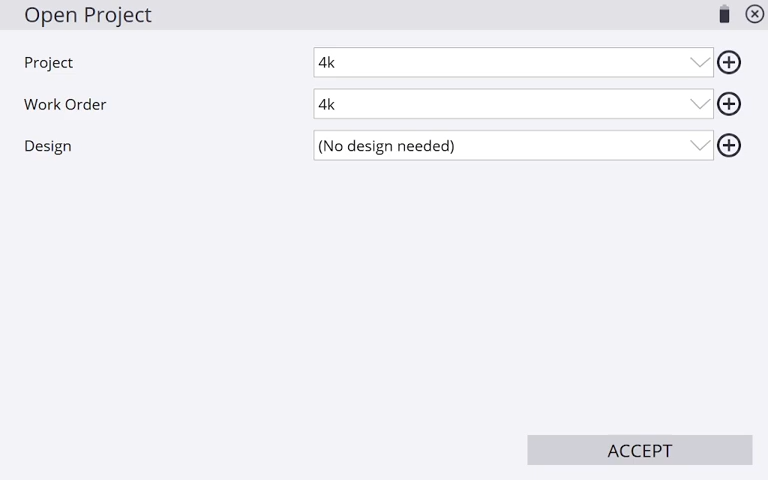 Open Project
Project 4k
Work Order 4k
Design (No design needed)
ACCEPT